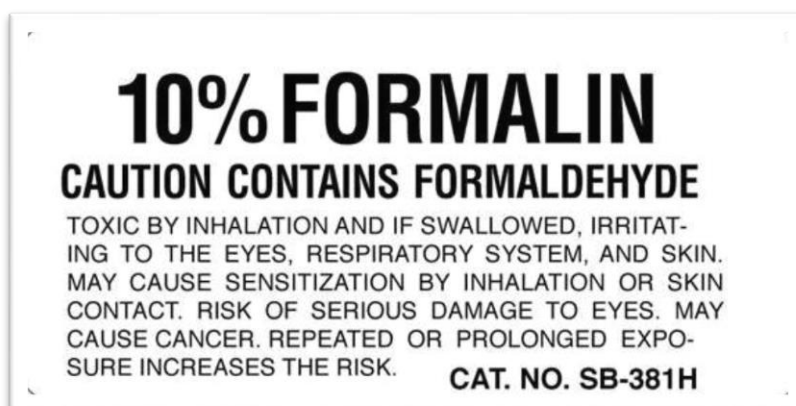 10% FORMALIN
CAUTION CONTAINS FORMALDEHYDE
TOXIC BY INHALATION AND IF SWALLOWED, IRRITAT-
ING TO THE EYES, RESPIRATORY SYSTEM, AND SKIN.
MAY CAUSE SENSITIZATION BY INHALATION OR SKIN
CONTACT. RISK OF SERIOUS DAMAGE TO EYES. MAY
CAUSE CANCER. REPEATED OR PROLONGED EXPO-
SURE INCREASES THE RISK.
CAT. NO. SB-381H